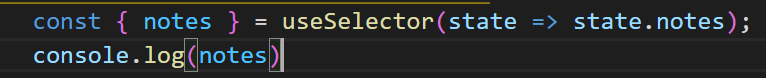 const { notes } = useSelector(state => state.notes);
console.log(notes)